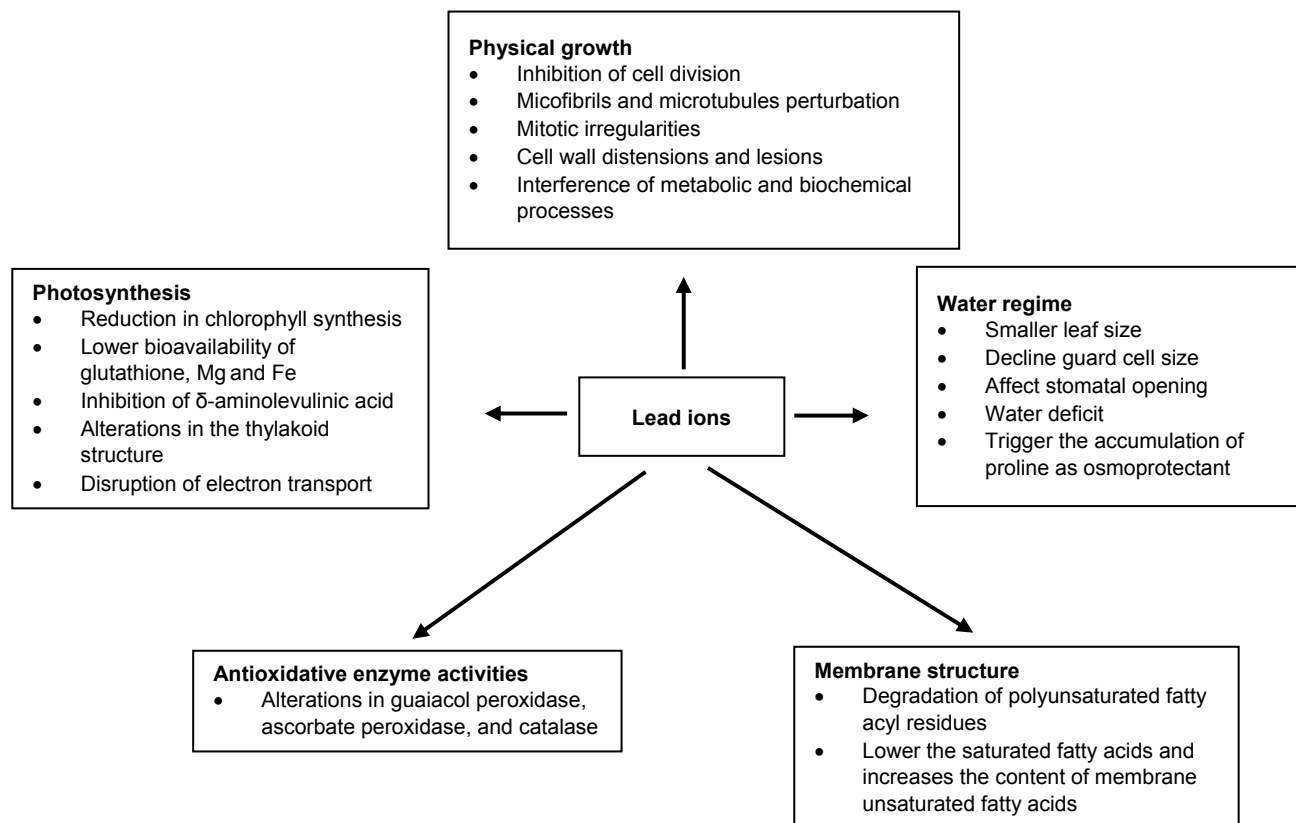 Physical growth
• Inhibition of cell division
• Micofibrils and microtubules perturbation
• Mitotic irregularities
• Cell wall distensions and lesions
• Interference of metabolic and biochemical
processes
Photosynthesis
• Reduction in chlorophyll synthesis
• Lower bioavailability of
glutathione, Mg and Fe
• Inhibition of δ-aminolevulinic acid
• Alterations in the thylakoid
structure
• Disruption of electron transport
Water regime
• Smaller leaf size
• Decline guard cell size
• Affect stomatal opening
• Water deficit
• Trigger the accumulation of
proline as osmoprotectant
Lead ions
Antioxidative enzyme activities
• Alterations in guaiacol peroxidase,
ascorbate peroxidase, and catalase
Membrane structure
• Degradation of polyunsaturated fatty
acyl residues
• Lower the saturated fatty acids and
increases the content of membrane
unsaturated fatty acids